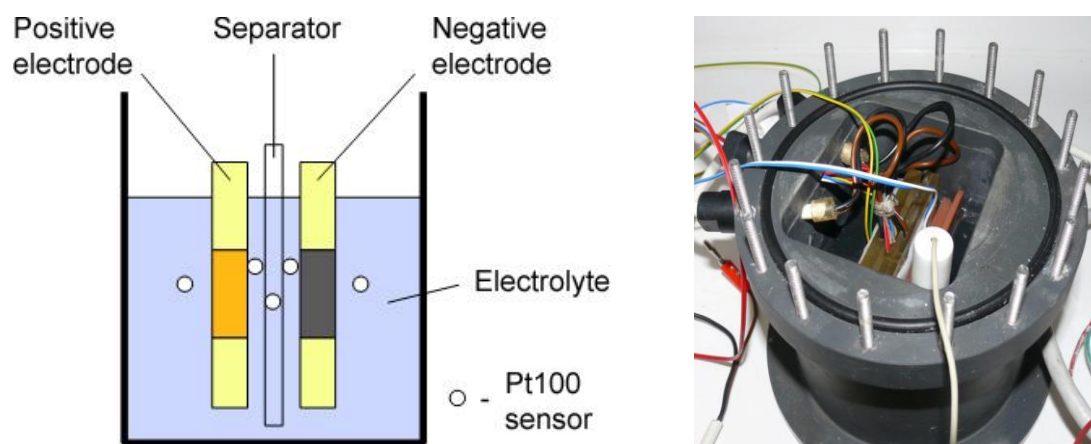 Positive
electrode
Separator
Negative
electrode
Electrolyte
- Pt100
sensor